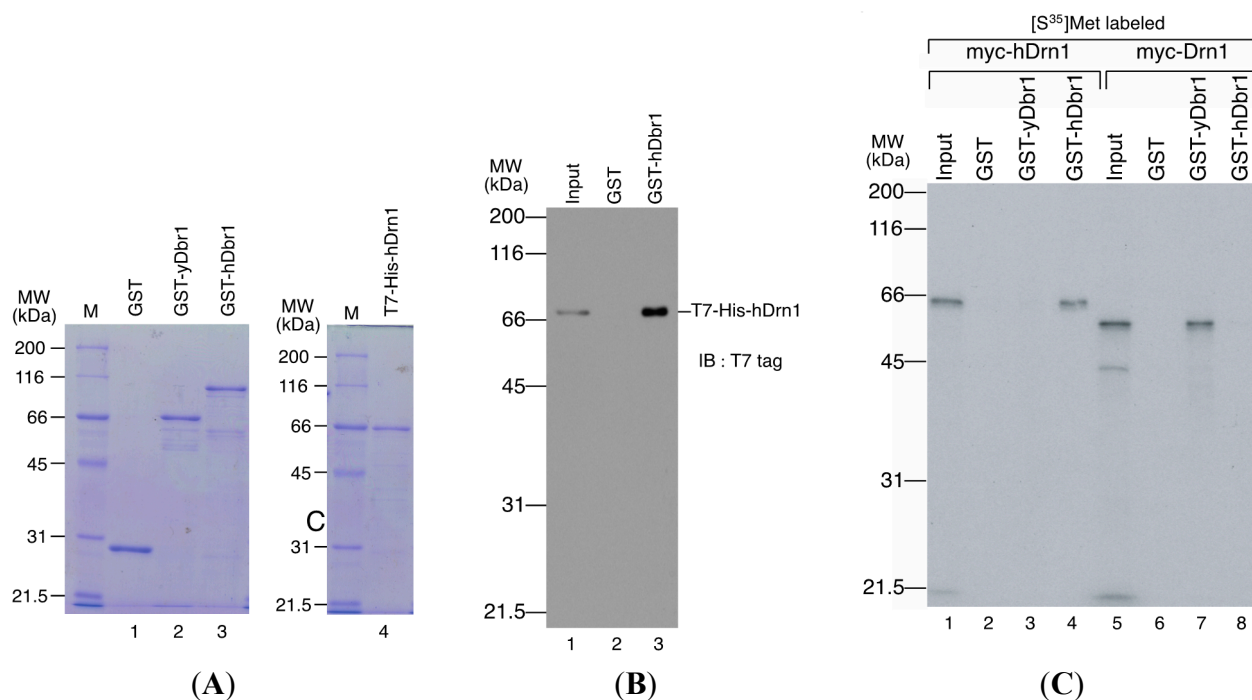 MW
(kDa)
M
GST
GST-yDbr1
GST-hDbr1
200
116
66
45
31
21.5
1
2
3
MW
(kDa)
M
T7-His-hDrn1
200
116
66
45
C
31
21.5
4
(A)
MW
(kDa)
Input
GST
GST-hDbr1
200
116
66
45
31
21.5
T7-His-hDrn1
IB : T7 tag
1
2
3
(B)
[S³⁵]Met labeled
myc-hDrn1
myc-Drn1
MW
(kDa)
Input
GST
GST-yDbr1
GST-hDbr1
Input
GST
GST-yDbr1
GST-hDbr1
200
116
66
45
31
21.5
1
2
3
4
5
6
7
8
(C)